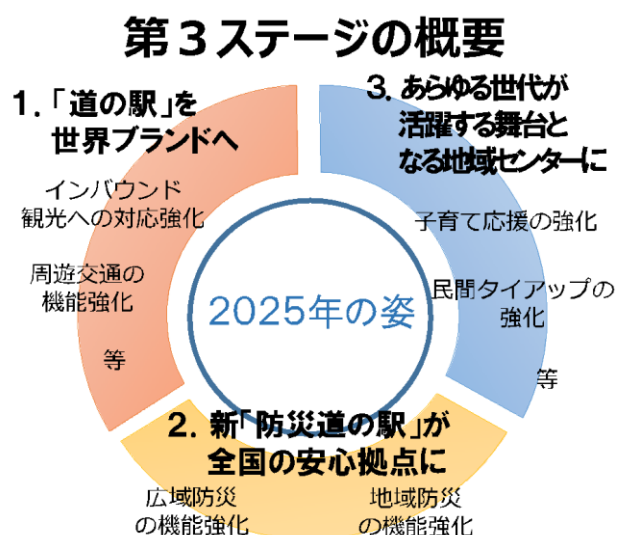 第3ステージの概要
1.「道の駅」を
世界ブランドへ
インバウンド
観光への対応強化
周遊交通の
機能強化
等
3. あらゆる世代が
活躍する舞台と
なる地域センターに
子育て応援の強化
民間タイアップの
強化
等
2025年の姿
2. 新「防災道の駅」が
全国の安心拠点に
広域防災
の機能強化
地域防災
の機能強化